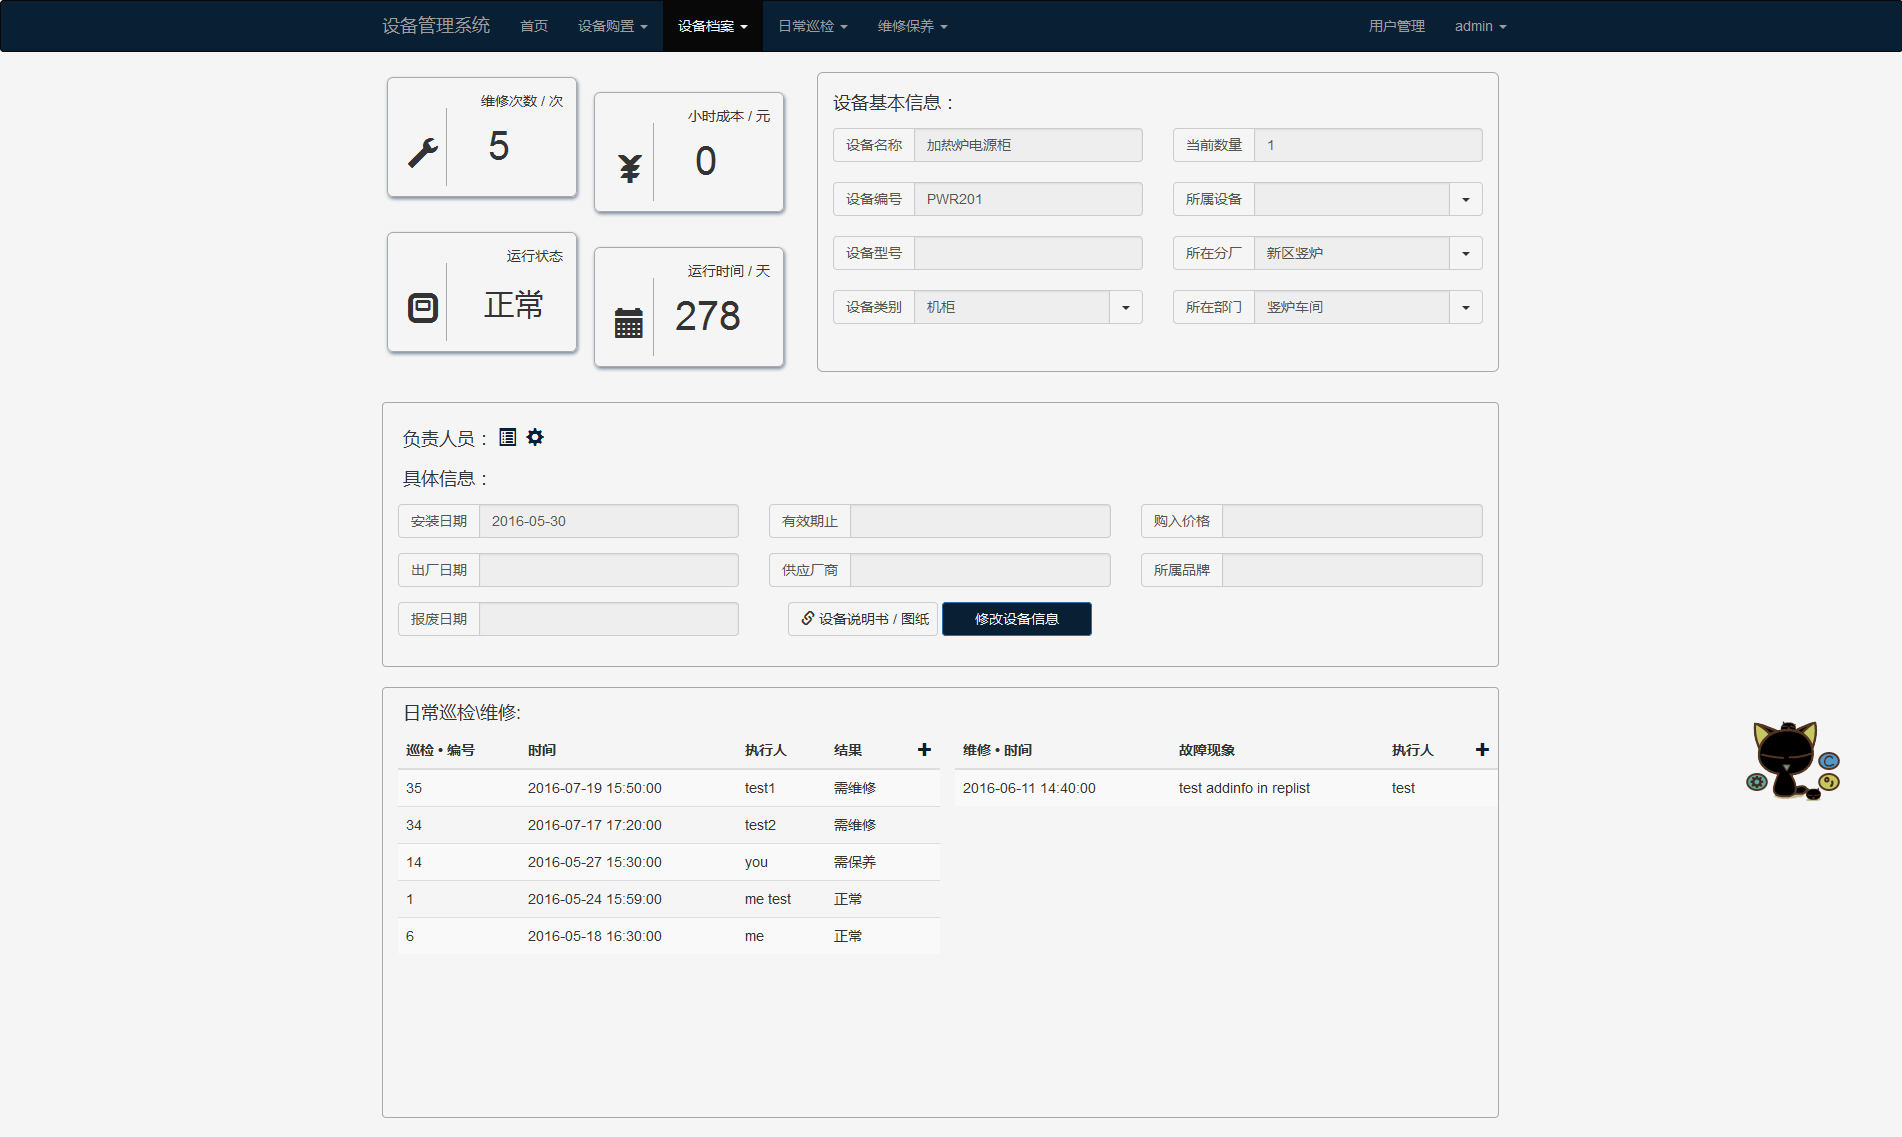 设备管理系统 首页 设备购置 设备档案 日常巡检 维修保养 用户管理 admin
维修次数 / 次
5
小时成本 / 元
0
运行状态
正常
运行时间 / 天
278
设备基本信息：
设备名称 加热炉电源柜 当前数量 1
设备编号 PWR201 所属设备
设备型号 所在分厂 新区竖炉
设备类别 机柜 所在部门 竖炉车间
负责人员：
具体信息：
安装日期 2016-05-30 有效期止 购入价格
出厂日期 供应厂商 所属品牌
报废日期 设备说明书 / 图纸 修改设备信息
日常巡检\维修:
巡检 • 编号 时间 执行人 结果
35 2016-07-19 15:50:00 test1 需维修
34 2016-07-17 17:20:00 test2 需维修
14 2016-05-27 15:30:00 you 需保养
1 2016-05-24 15:59:00 me test 正常
6 2016-05-18 16:30:00 me 正常
维修 • 时间 故障现象 执行人
2016-06-11 14:40:00 test addinfo in replist test